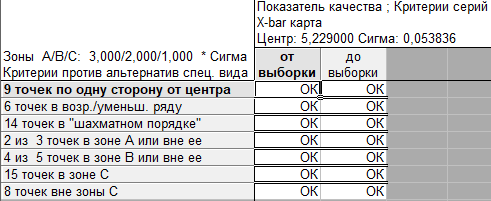 Показатель качества ; Критерии серий
X-bar карта
Зоны A/B/C: 3,000/2,000/1,000 * Сигма Центр: 5,229000 Сигма: 0,053836
Критерии против альтернатив спец. вида от выборки до выборки
9 точек по одну сторону от центра OK OK
6 точек в возр./уменьш. ряду OK OK
14 точек в "шахматном порядке" OK OK
2 из 3 точек в зоне A или вне ее OK OK
4 из 5 точек в зоне B или вне ее OK OK
15 точек в зоне C OK OK
8 точек вне зоны C OK OK